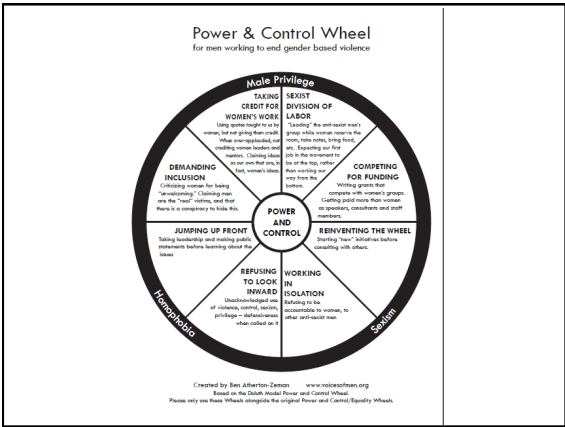 Power & Control Wheel
for men working to end gender based violence
Male Privilege
TAKING
CREDIT FOR
WOMEN'S WORK
Using quotes taught to us by
women, but not giving them credit.
When over-applauded, not
crediting women leaders and
mentors. Claiming ideas
as our own that are, in
fact, women's ideas.
SEXIST
DIVISION OF
LABOR
"Leading" the anti-sexist men's
group while women reserve the
room, take notes, bring food,
etc. Expecting our first
job in the movement to
be at the top, rather
than working our
way from the
bottom.
DEMANDING
INCLUSION
Criticizing women for being
"unwelcoming." Claiming men
are the "real" victims, and that
there is a conspiracy to hide this.
COMPETING
FOR FUNDING
Writing grants that
compete with women's groups.
Getting paid more than women
as speakers, consultants and staff
members.
POWER
AND
CONTROL
JUMPING UP FRONT
Taking leadership and making public
statements before learning about the
issues
REINVENTING THE WHEEL
Starting "new" initiatives before
consulting with others.
REFUSING
TO LOOK
INWARD
Unacknowledged use
of violence, control, sexism,
privilege – defensiveness
when called on it
WORKING
IN
ISOLATION
Refusing to be
accountable to women, to
other anti-sexist men
Homophobia
Sexism
Created by Ben Atherton-Zeman www.voicesofmen.org
Based on the Duluth Model Power and Control Wheel.
Please only use these Wheels alongside the original Power and Control/Equality Wheels.